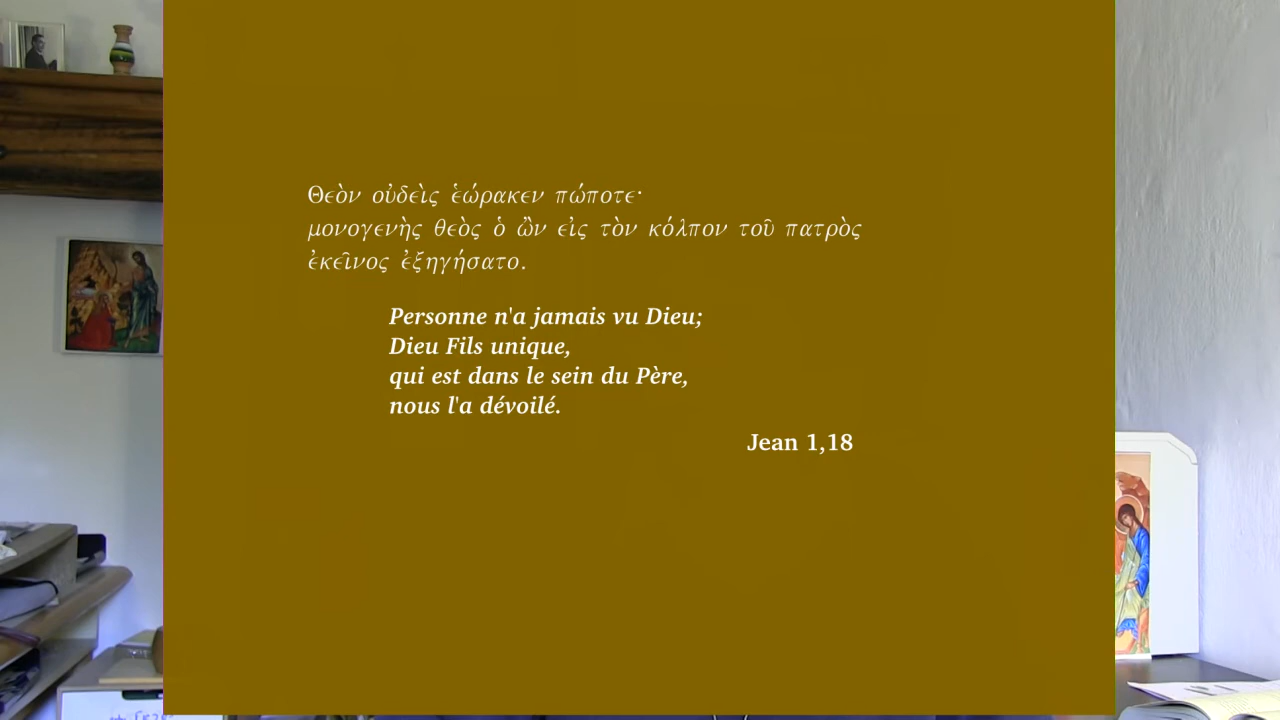 Θεὸν οὐδεὶς ἑώρακεν πώποτε·
μονογενὴς θεὸς ὁ ὢν εἰς τὸν κόλπον τοῦ πατρὸς
ἐκεῖνος ἐξηγήσατο.
Personne n'a jamais vu Dieu;
Dieu Fils unique,
qui est dans le sein du Père,
nous l'a dévoilé.
Jean 1,18